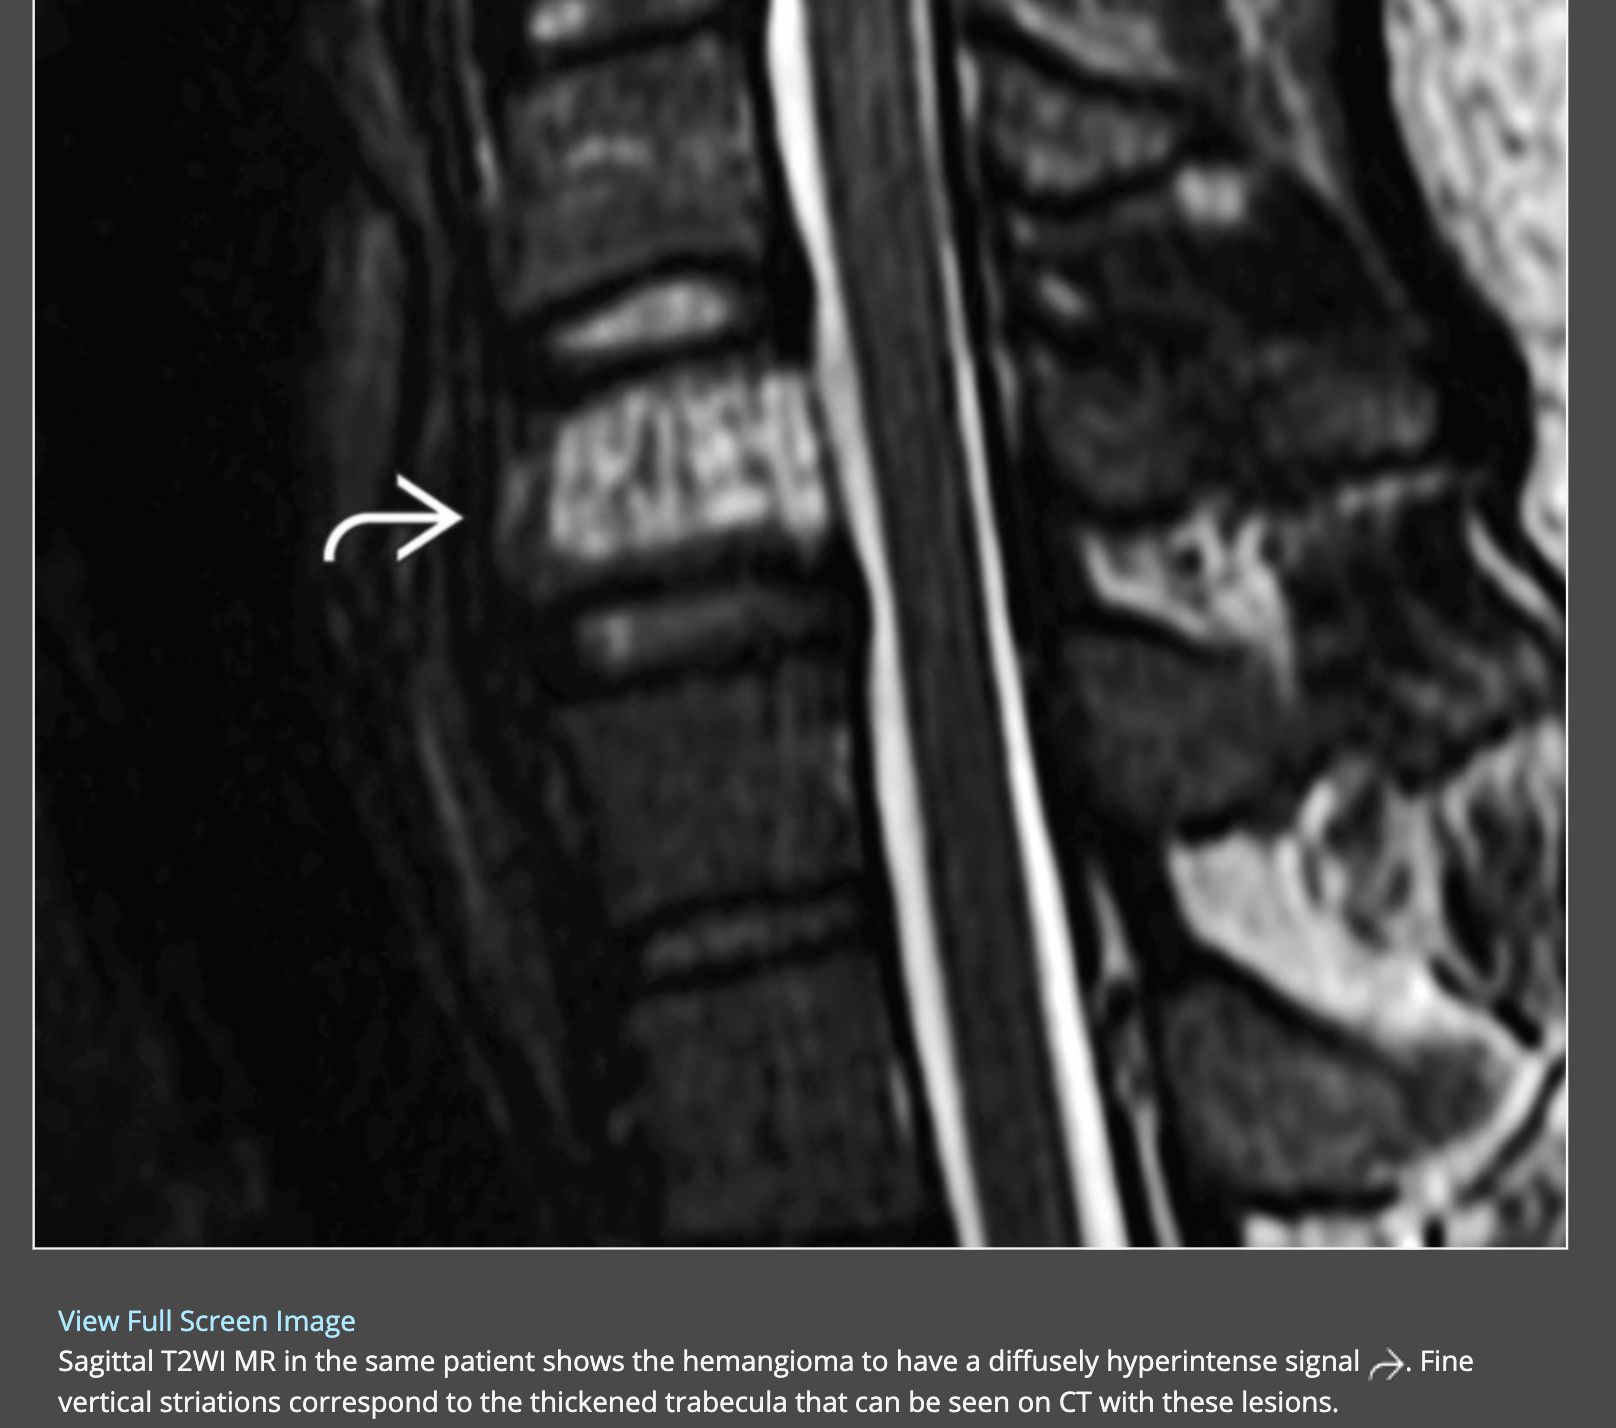 View Full Screen Image
Sagittal T2WI MR in the same patient shows the hemangioma to have a diffusely hyperintense signal . Fine
vertical striations correspond to the thickened trabecula that can be seen on CT with these lesions.